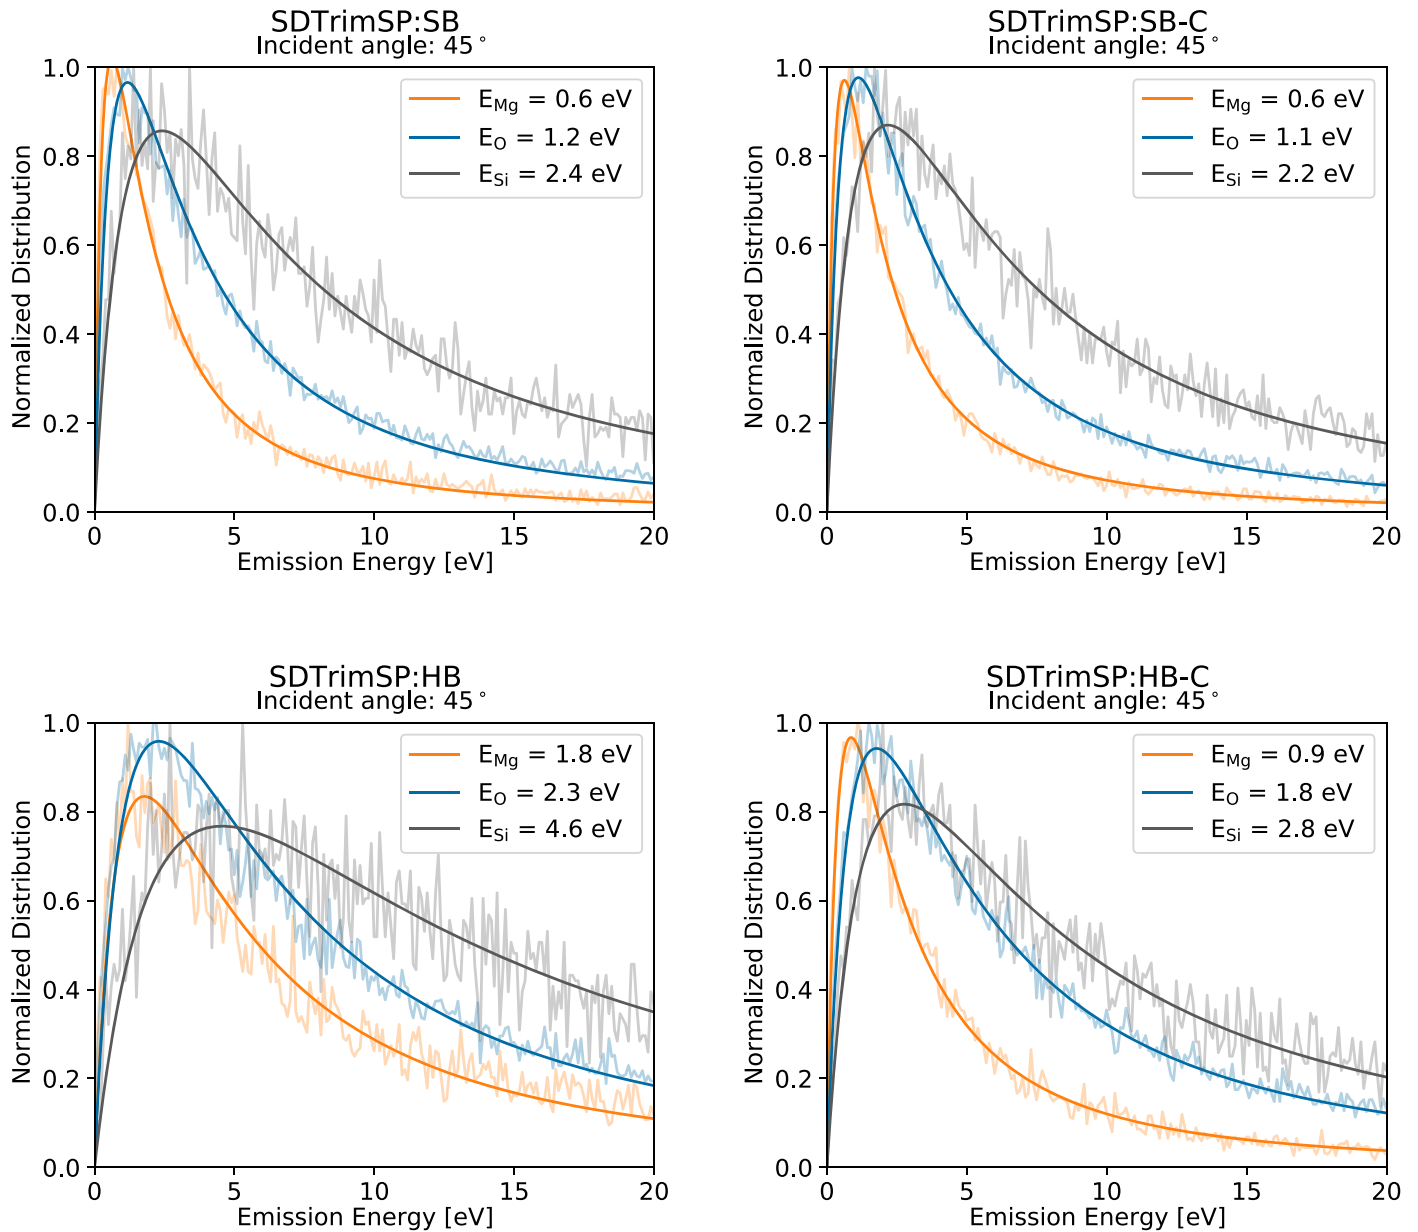 SDTrimSP:SB
Incident angle: 45°
Normalized Distribution
1.0
0.8
0.6
0.4
0.2
0.0
E_Mg = 0.6 eV
E_O = 1.2 eV
E_Si = 2.4 eV
0 5 10 15 20
Emission Energy [eV]
SDTrimSP:SB-C
Incident angle: 45°
Normalized Distribution
1.0
0.8
0.6
0.4
0.2
0.0
E_Mg = 0.6 eV
E_O = 1.1 eV
E_Si = 2.2 eV
0 5 10 15 20
Emission Energy [eV]
SDTrimSP:HB
Incident angle: 45°
Normalized Distribution
1.0
0.8
0.6
0.4
0.2
0.0
E_Mg = 1.8 eV
E_O = 2.3 eV
E_Si = 4.6 eV
0 5 10 15 20
Emission Energy [eV]
SDTrimSP:HB-C
Incident angle: 45°
Normalized Distribution
1.0
0.8
0.6
0.4
0.2
0.0
E_Mg = 0.9 eV
E_O = 1.8 eV
E_Si = 2.8 eV
0 5 10 15 20
Emission Energy [eV]